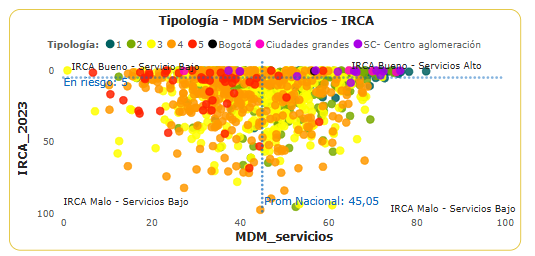 Tipología - MDM Servicios - IRCA
Tipología: 1 2 3 4 5 Bogotá Ciudades grandes SC- Centro aglomeración
IRCA Bueno - Servicio Bajo
IRCA Bueno - Servicios Alto
0
En riesgo: 5
IRCA_2023
50
IRCA Malo - Servicios Bajo
Prom Nacional: 45,05
IRCA Malo - Servicios Bajo
100
0 20 40 60 80 100
MDM_servicios